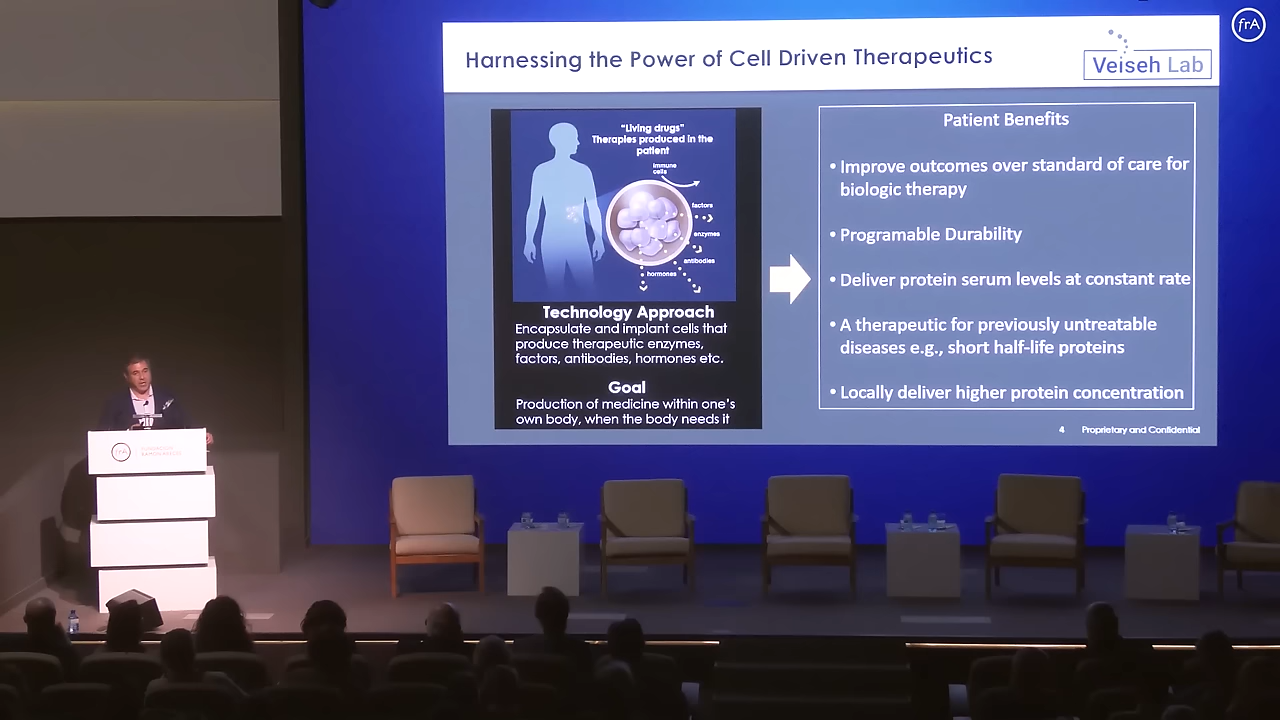 frA
Harnessing the Power of Cell Driven Therapeutics
Veiseh Lab
"Living drugs"
Therapies produced in the
patient
immune
cells
factors
enzymes
antibodies
hormones
Technology Approach
Encapsulate and implant cells that
produce therapeutic enzymes,
factors, antibodies, hormones etc.
Goal
Production of medicine within one's
own body, when the body needs it
Patient Benefits
• Improve outcomes over standard of care for
biologic therapy
• Programable Durability
• Deliver protein serum levels at constant rate
• A therapeutic for previously untreatable
diseases e.g., short half-life proteins
• Locally deliver higher protein concentration
4 Proprietary and Confidential
frA